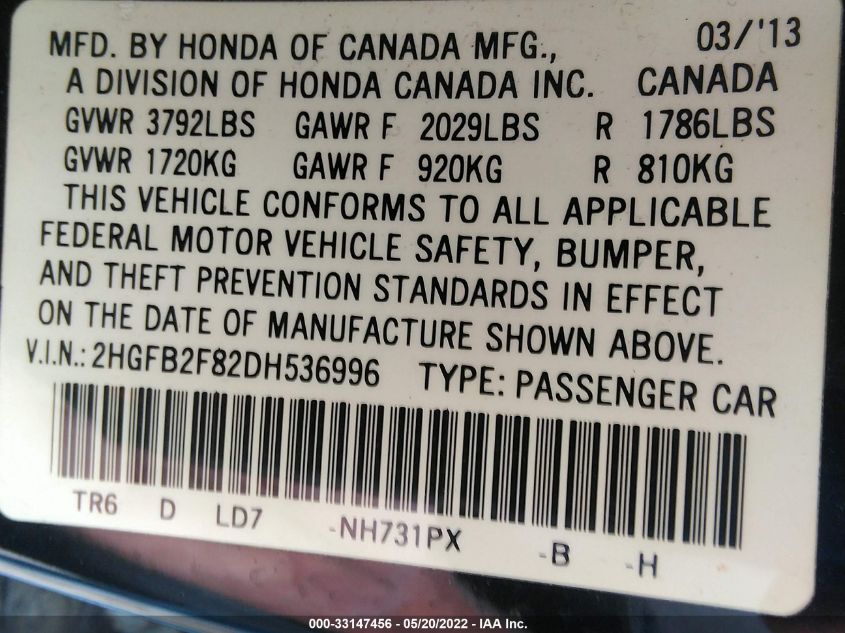 MFD. BY HONDA OF CANADA MFG., 03/'13
A DIVISION OF HONDA CANADA INC. CANADA
GVWR 3792LBS GAWR F 2029LBS R 1786LBS
GVWR 1720KG GAWR F 920KG R 810KG
THIS VEHICLE CONFORMS TO ALL APPLICABLE
FEDERAL MOTOR VEHICLE SAFETY, BUMPER,
AND THEFT PREVENTION STANDARDS IN EFFECT
ON THE DATE OF MANUFACTURE SHOWN ABOVE.
V.I.N.: 2HGFB2F82DH536996 TYPE: PASSENGER CAR
TR6 D LD7 -NH731PX -B -H
000-33147456 - 05/20/2022 - IAA Inc.